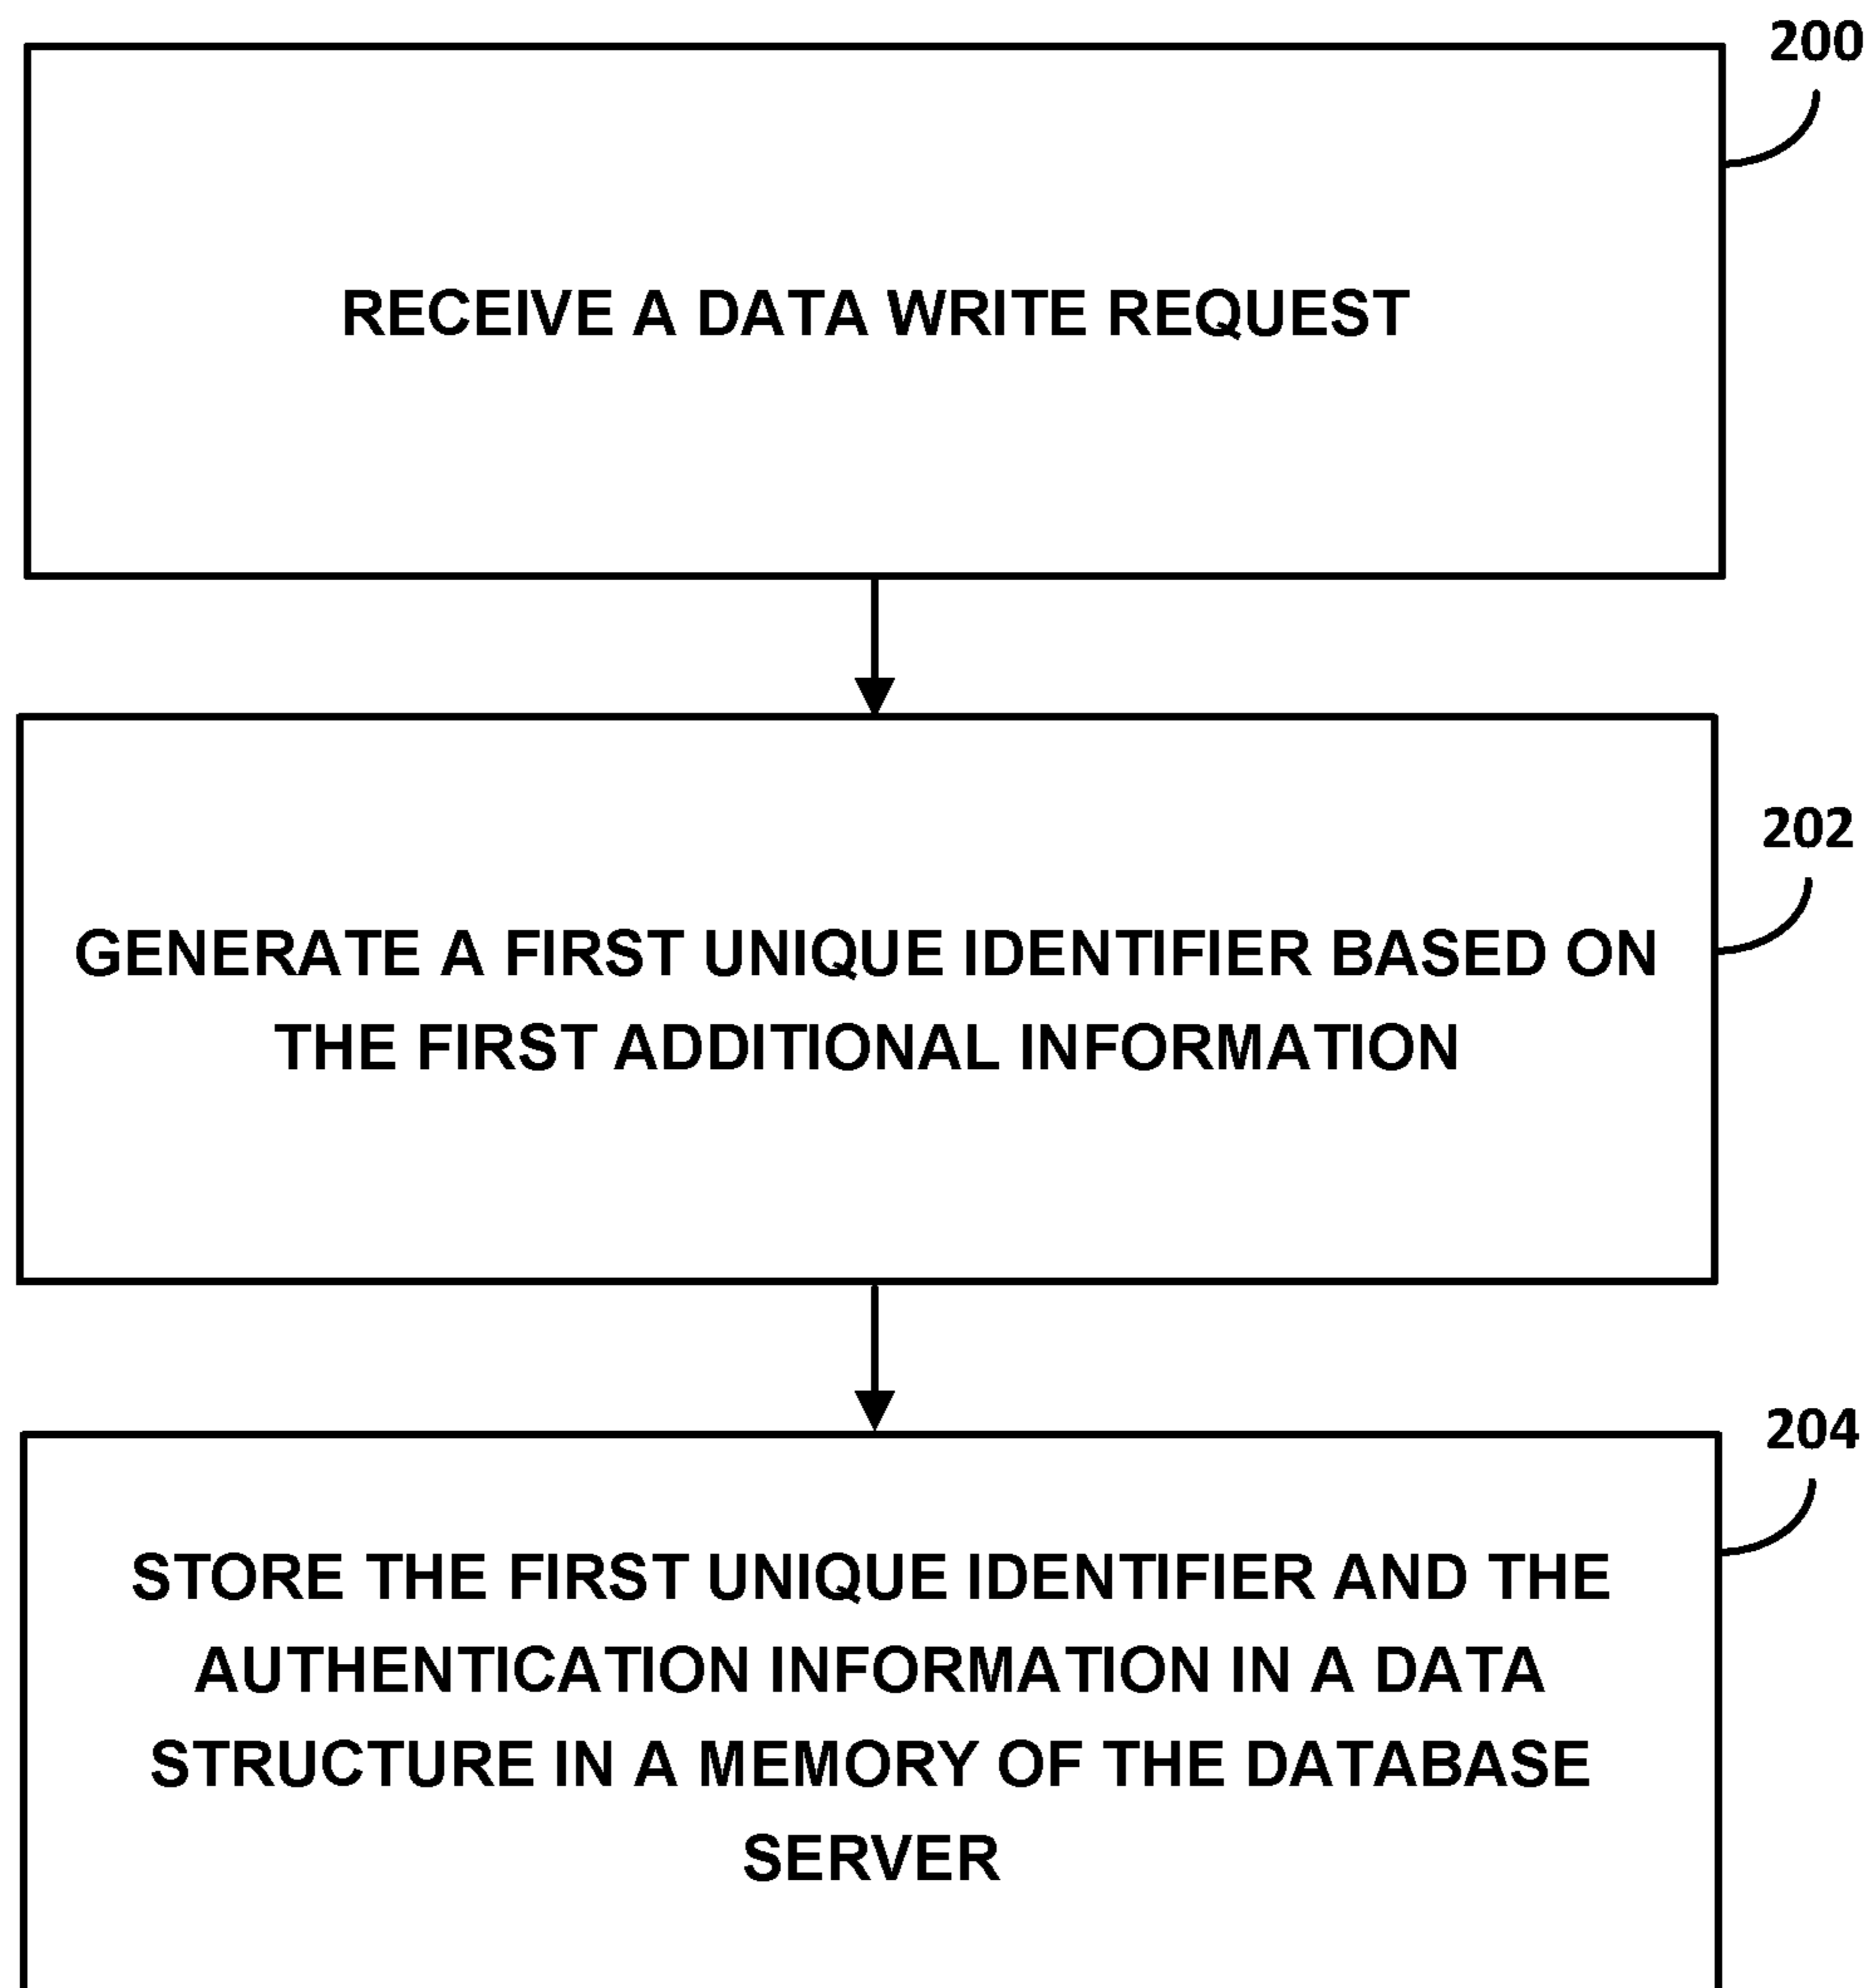 200
RECEIVE A DATA WRITE REQUEST
202
GENERATE A FIRST UNIQUE IDENTIFIER BASED ON
THE FIRST ADDITIONAL INFORMATION
204
STORE THE FIRST UNIQUE IDENTIFIER AND THE
AUTHENTICATION INFORMATION IN A DATA
STRUCTURE IN A MEMORY OF THE DATABASE
SERVER